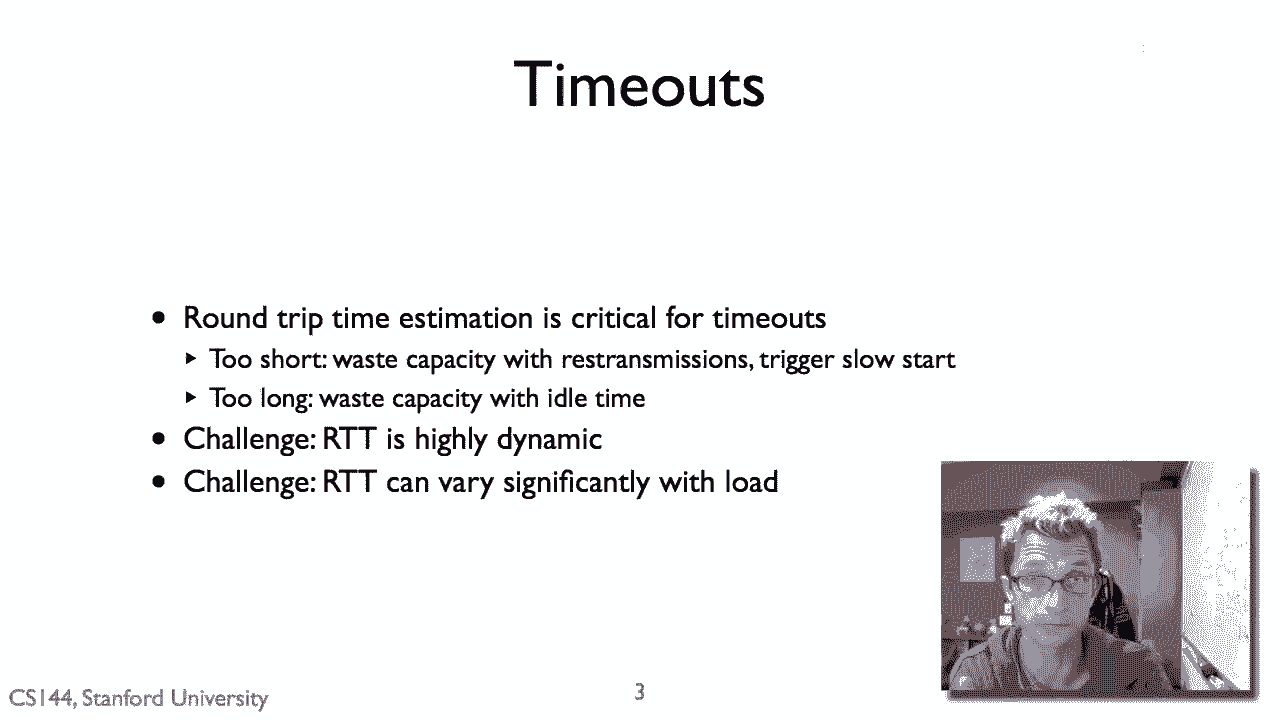 Timeouts
• Round trip time estimation is critical for timeouts
▸ Too short: waste capacity with restransmissions, trigger slow start
▸ Too long: waste capacity with idle time
• Challenge: RTT is highly dynamic
• Challenge: RTT can vary significantly with load
CS144, Stanford University
3